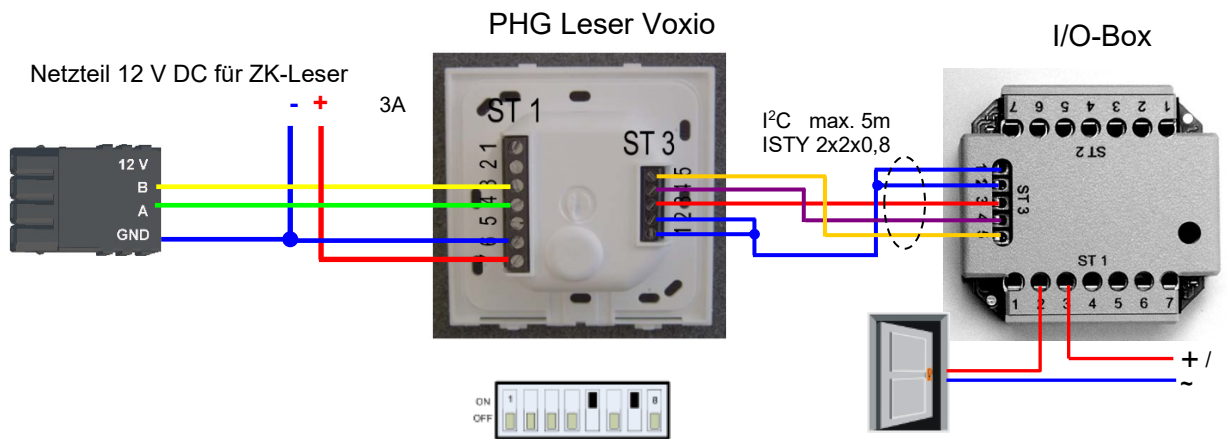 PHG Leser Voxio
I/O-Box
Netzteil 12 V DC für ZK-Leser
- +
3A
12 V
B
A
GND
ST 1
1
2
3
4
5
6
ST 3
5
4
3
2
1
I²C max. 5m
ISTY 2x2x0,8
7 6 5 4 3 2 1
ST 2
1
2
3
4
5
ST 3
ST 1
1 2 3 4 5 6 7
+ /
~
ON 1 8
OFF